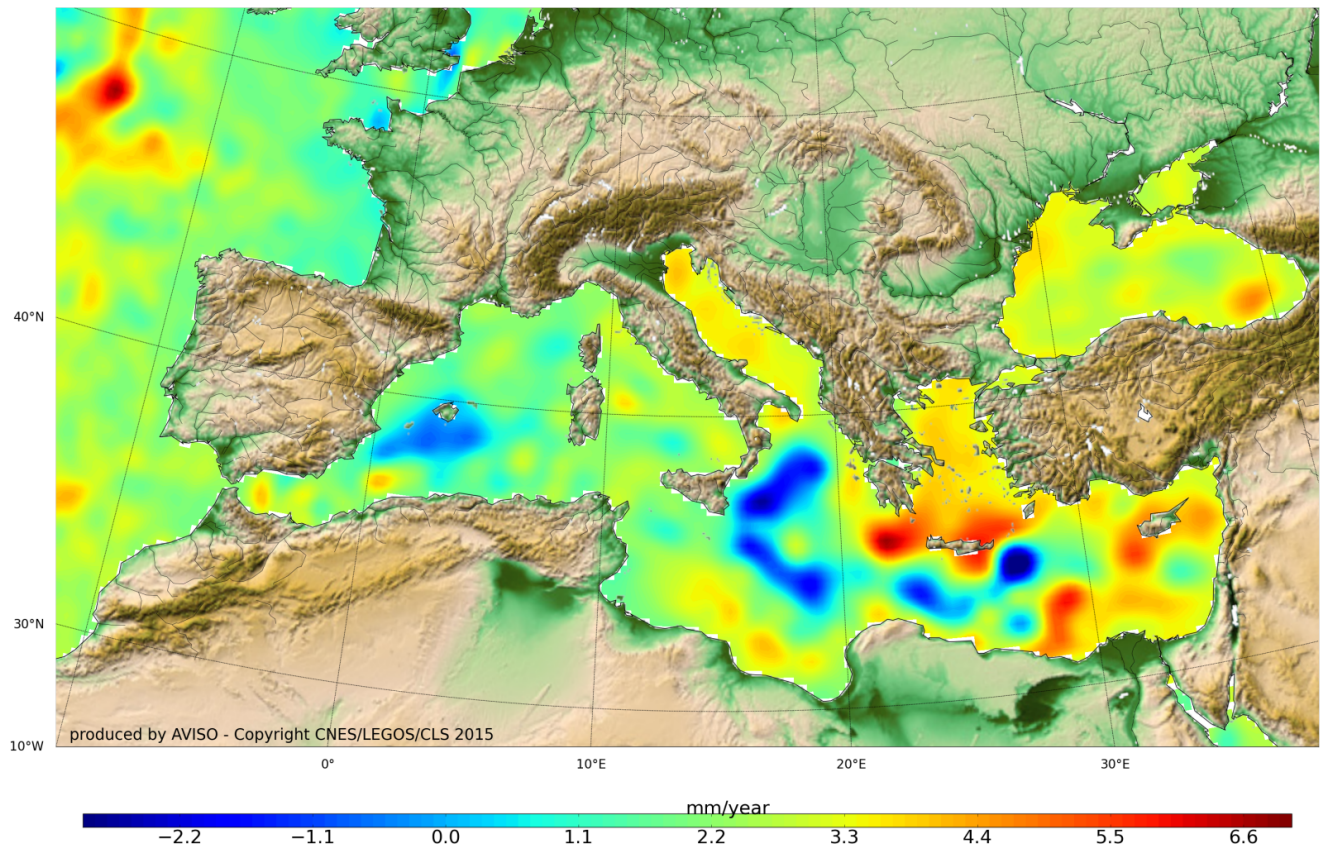 40°N
30°N
produced by AVISO - Copyright CNES/LEGOS/CLS 2015
10°W
0° 10°E 20°E 30°E
mm/year
−2.2 −1.1 0.0 1.1 2.2 3.3 4.4 5.5 6.6